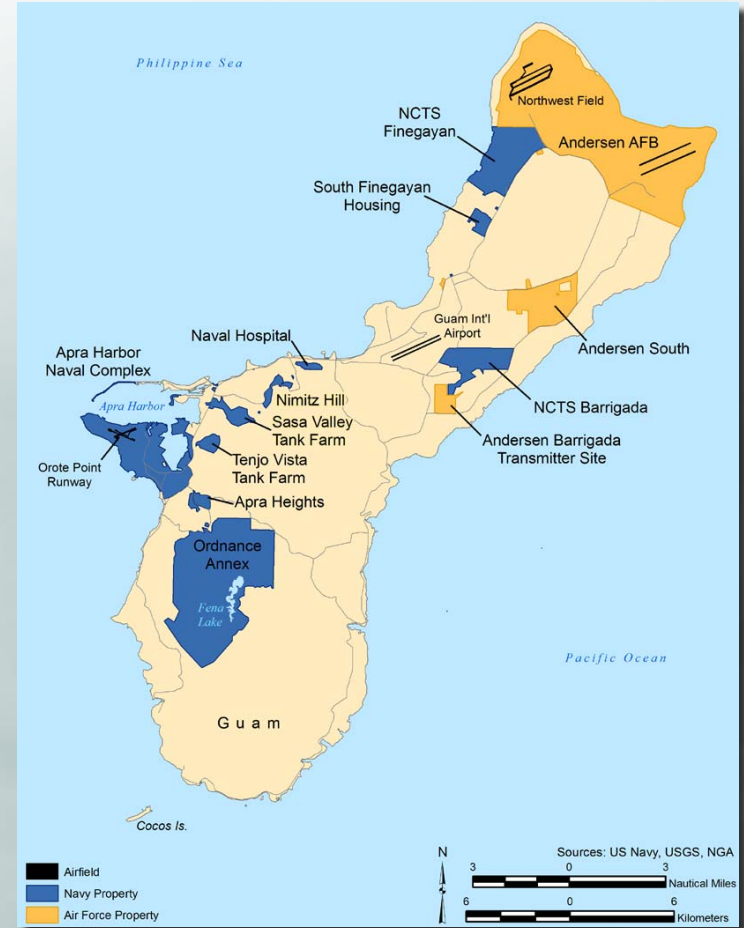 Philippine Sea
Northwest Field
NCTS
Finegayan
Andersen AFB
South Finegayan
Housing
Guam Int'l
Airport
Naval Hospital
Andersen South
Apra Harbor
Naval Complex
Nimitz Hill
Apra Harbor
NCTS Barrigada
Sasa Valley
Tank Farm
Andersen Barrigada
Transmitter Site
Orote Point
Runway
Tenjo Vista
Tank Farm
Apra Heights
Ordnance
Annex
Fena
Lake
Pacific Ocean
Guam
Cocos Is.
Airfield
Navy Property
Air Force Property
N
Sources: US Navy, USGS, NGA
3 0 3
Nautical Miles
6 0 6
Kilometers